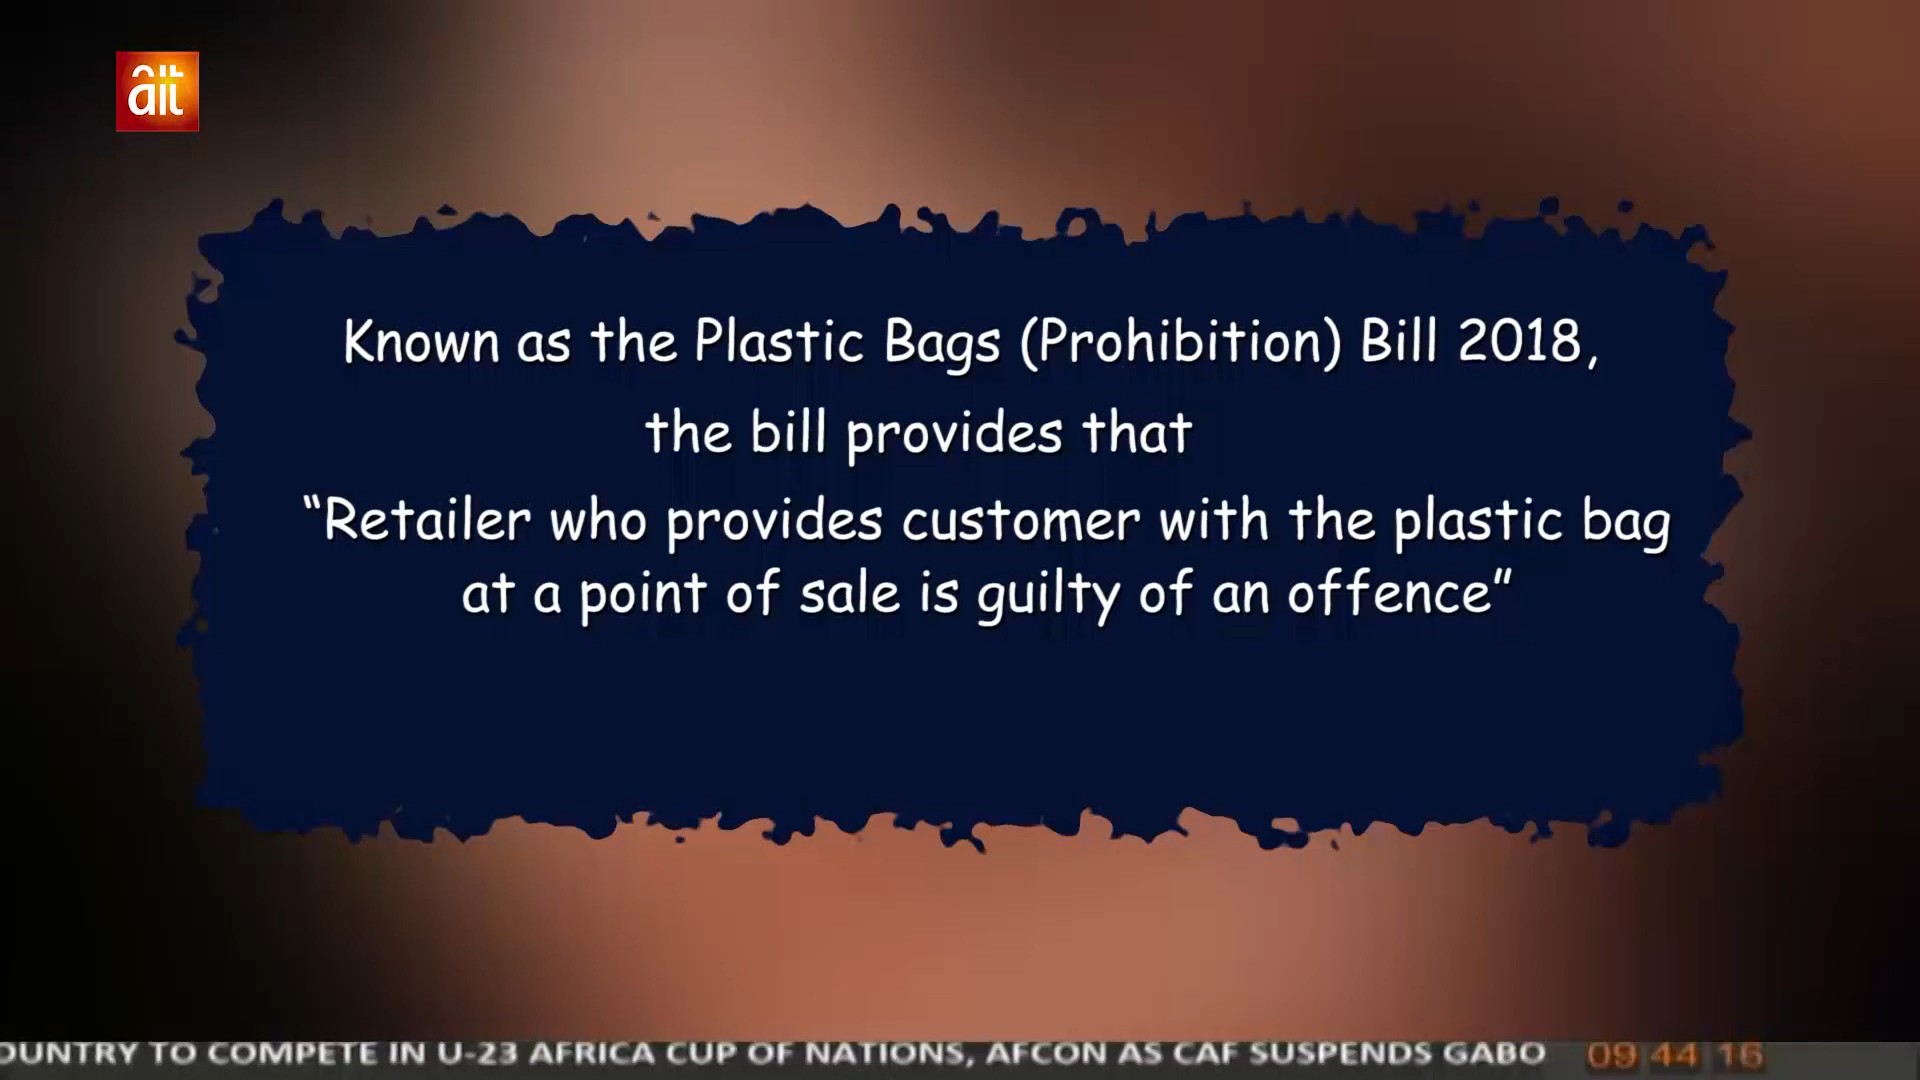 âit
Known as the Plastic Bags (Prohibition) Bill 2018,
the bill provides that
“Retailer who provides customer with the plastic bag
at a point of sale is guilty of an offence”
OUNTRY TO COMPETE IN U-23 AFRICA CUP OF NATIONS, AFCON AS CAF SUSPENDS GABO
09 44 16